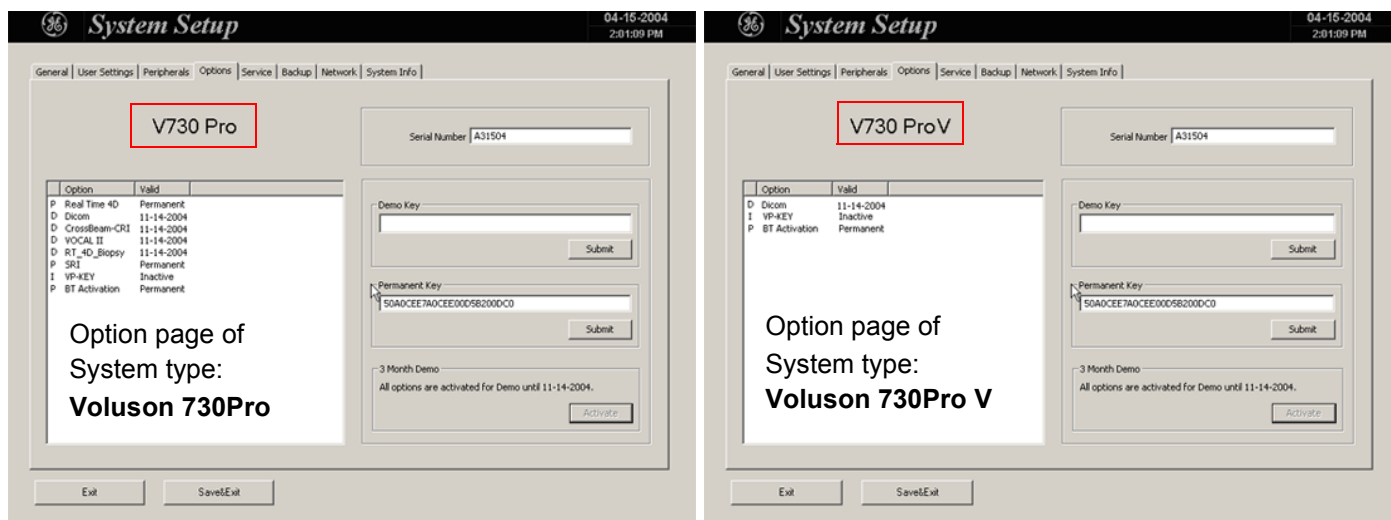 System Setup
04-15-2004
2:01:09 PM
General User Settings Peripherals Options Service Backup Network System Info
V730 Pro
Serial Number A31504
Option Valid
P Real Time 4D Permanent
D Dicom 11-14-2004
D CrossBeam-CRI 11-14-2004
D VOCAL II 11-14-2004
D RT_4D_Biopsy 11-14-2004
P SRI Permanent
I VP-KEY Inactive
P BT Activation Permanent
Option page of
System type:
Voluson 730Pro
Demo Key
Submit
Permanent Key
50A0CEE7A0CEE00D5B200DC0
Submit
3 Month Demo
All options are activated for Demo until 11-14-2004.
Activate
Exit Save&Exit
System Setup
04-15-2004
2:01:09 PM
General User Settings Peripherals Options Service Backup Network System Info
V730 ProV
Serial Number A31504
Option Valid
D Dicom 11-14-2004
I VP-KEY Inactive
P BT Activation Permanent
Option page of
System type:
Voluson 730Pro V
Demo Key
Submit
Permanent Key
50A0CEE7A0CEE00D5B200DC0
Submit
3 Month Demo
All options are activated for Demo until 11-14-2004.
Activate
Exit Save&Exit